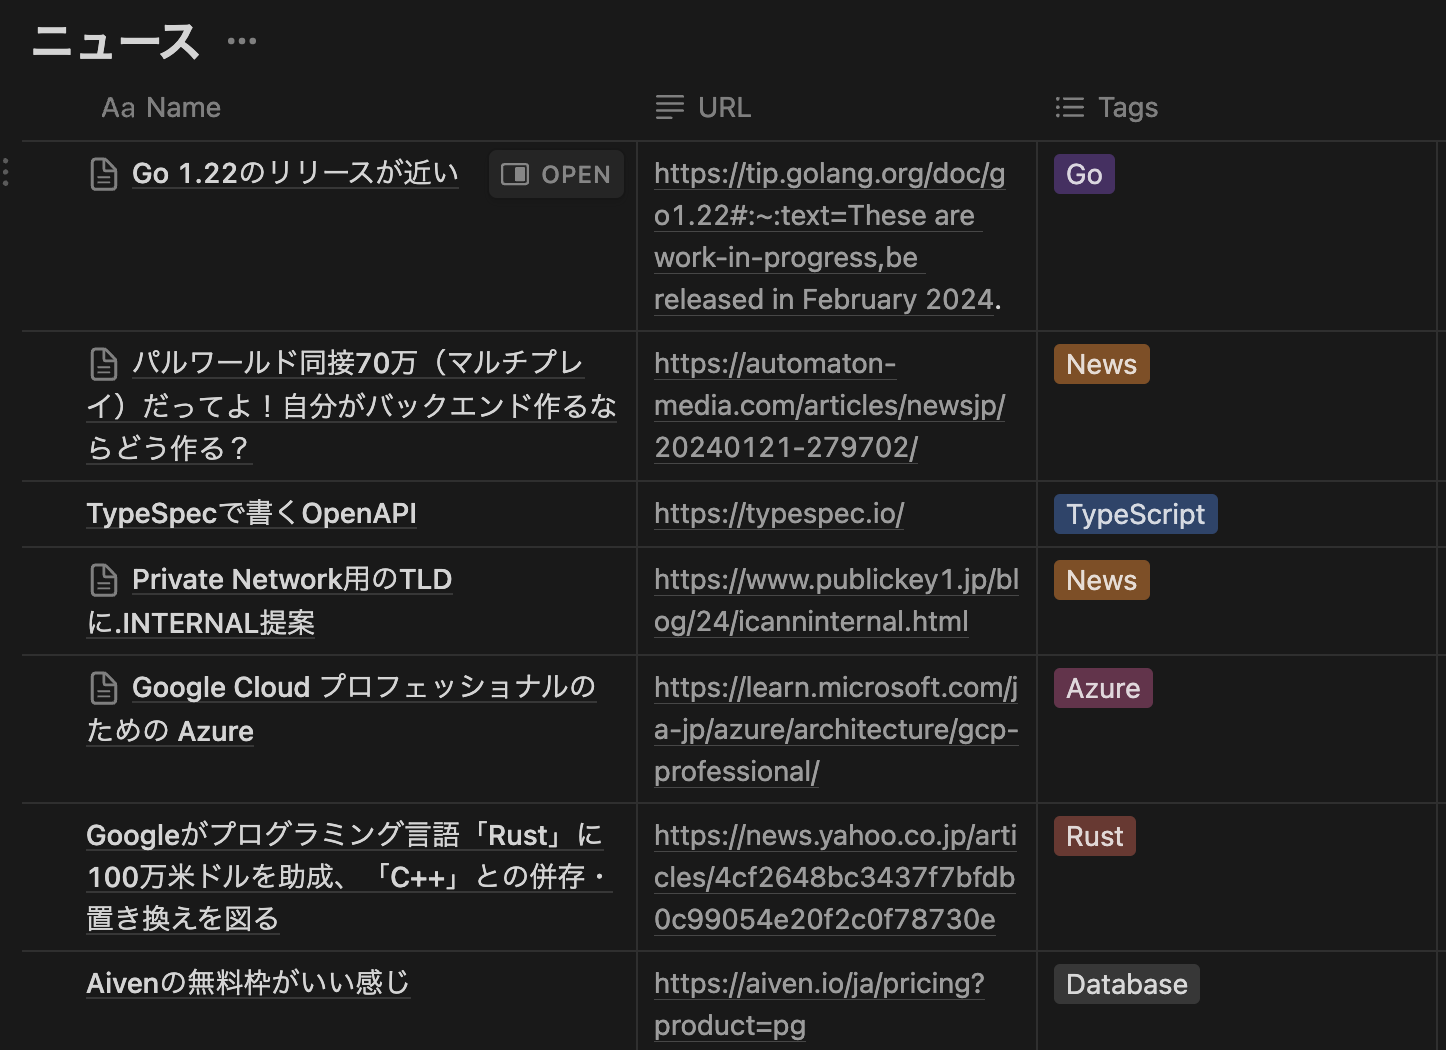 ニュース ...
Aa Name
URL
Tags
Go 1.22のリリースが近い
OPEN
https://tip.golang.org/doc/g
o1.22#:~:text=These are
work-in-progress,be
released in February 2024.
Go
パルワールド同接70万（マルチプレ
イ）だってよ！自分がバックエンド作るな
らどう作る？
https://automaton-
media.com/articles/newsjp/
20240121-279702/
News
TypeSpecで書くOpenAPI
https://typespec.io/
TypeScript
Private Network用のTLD
に.INTERNAL提案
https://www.publickey1.jp/bl
og/24/icanninternal.html
News
Google Cloud プロフェッショナルの
ための Azure
https://learn.microsoft.com/j
a-jp/azure/architecture/gcp-
professional/
Azure
Googleがプログラミング言語「Rust」に
100万米ドルを助成、「C++」との併存・
置き換えを図る
https://news.yahoo.co.jp/arti
cles/4cf2648bc3437f7bfdb
0c99054e20f2c0f78730e
Rust
Aivenの無料枠がいい感じ
https://aiven.io/ja/pricing?
product=pg
Database